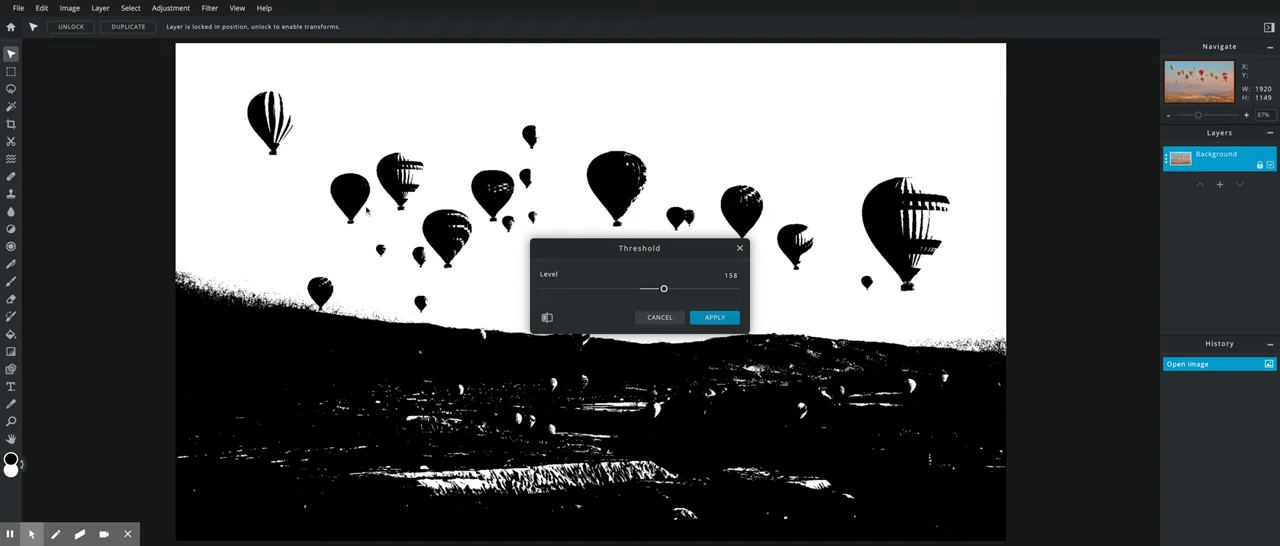 File Edit Image Layer Select Adjustment Filter View Help
UNLOCK DUPLICATE Layer is locked in position, unlock to enable transforms.
Navigate
X:
Y:
W: 1920
H: 1149
- + 87%
Layers
Background
Threshold
Level 158
CANCEL APPLY
History
Open image